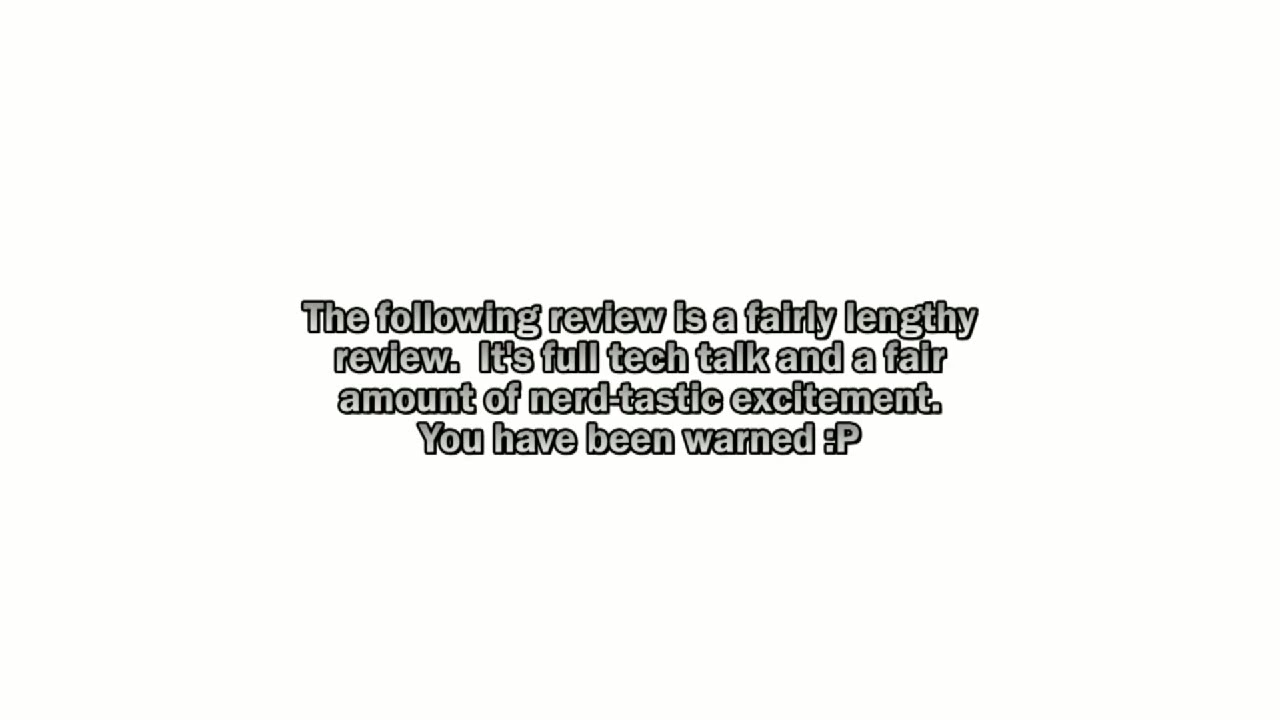 The following review is a fairly lengthy
review.  It's full tech talk and a fair
amount of nerd-tastic excitement.
You have been warned :P